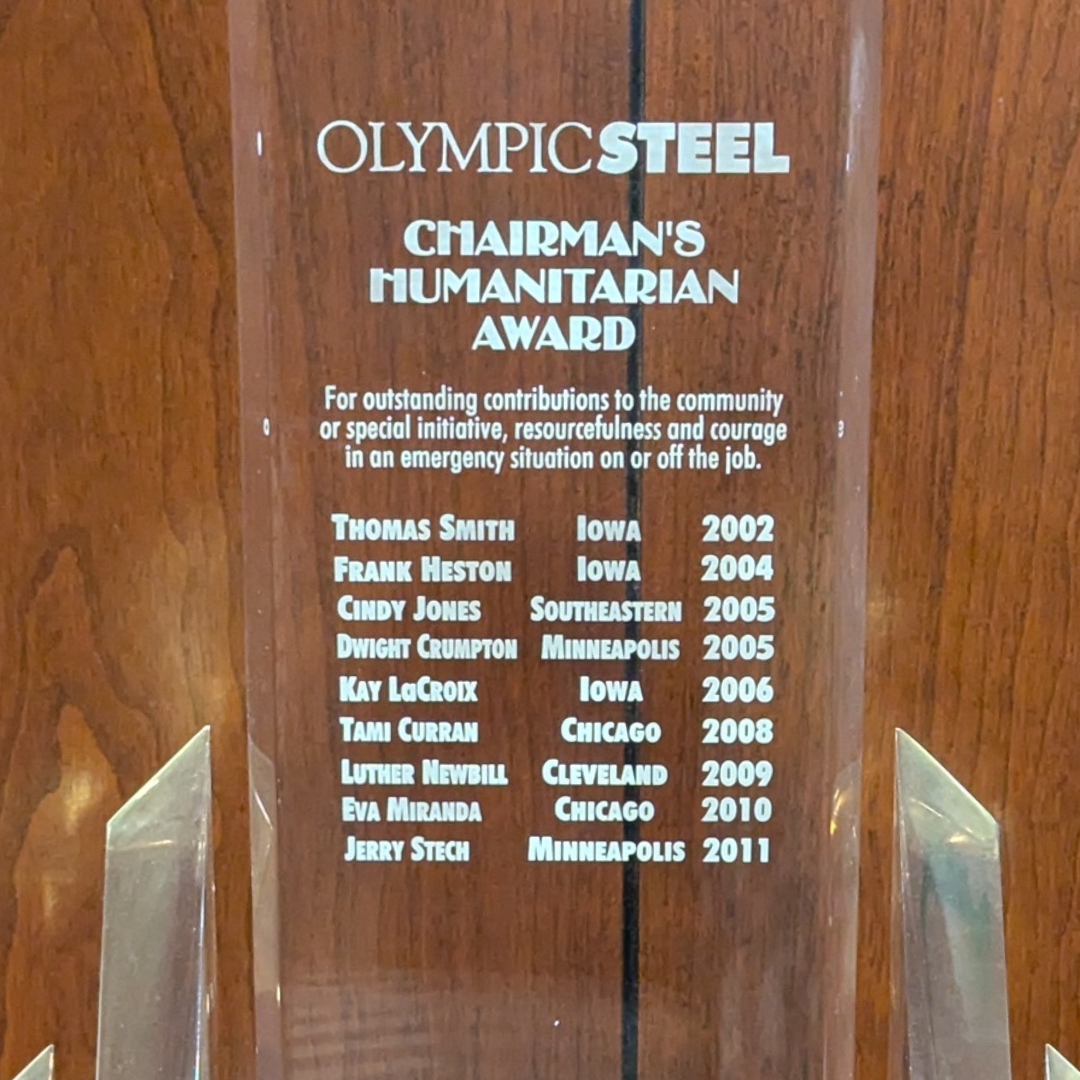 OLYMPIC STEEL
CHAIRMAN'S
HUMANITARIAN
AWARD
For outstanding contributions to the community
or special initiative, resourcefulness and courage
in an emergency situation on or off the job.
THOMAS SMITH IOWA 2002
FRANK HESTON IOWA 2004
CINDY JONES SOUTHEASTERN 2005
DWIGHT CRUMPTON MINNEAPOLIS 2005
KAY LaCROIX IOWA 2006
TAMI CURRAN CHICAGO 2008
LUTHER NEWBILL CLEVELAND 2009
EVA MIRANDA CHICAGO 2010
JERRY STECH MINNEAPOLIS 2011